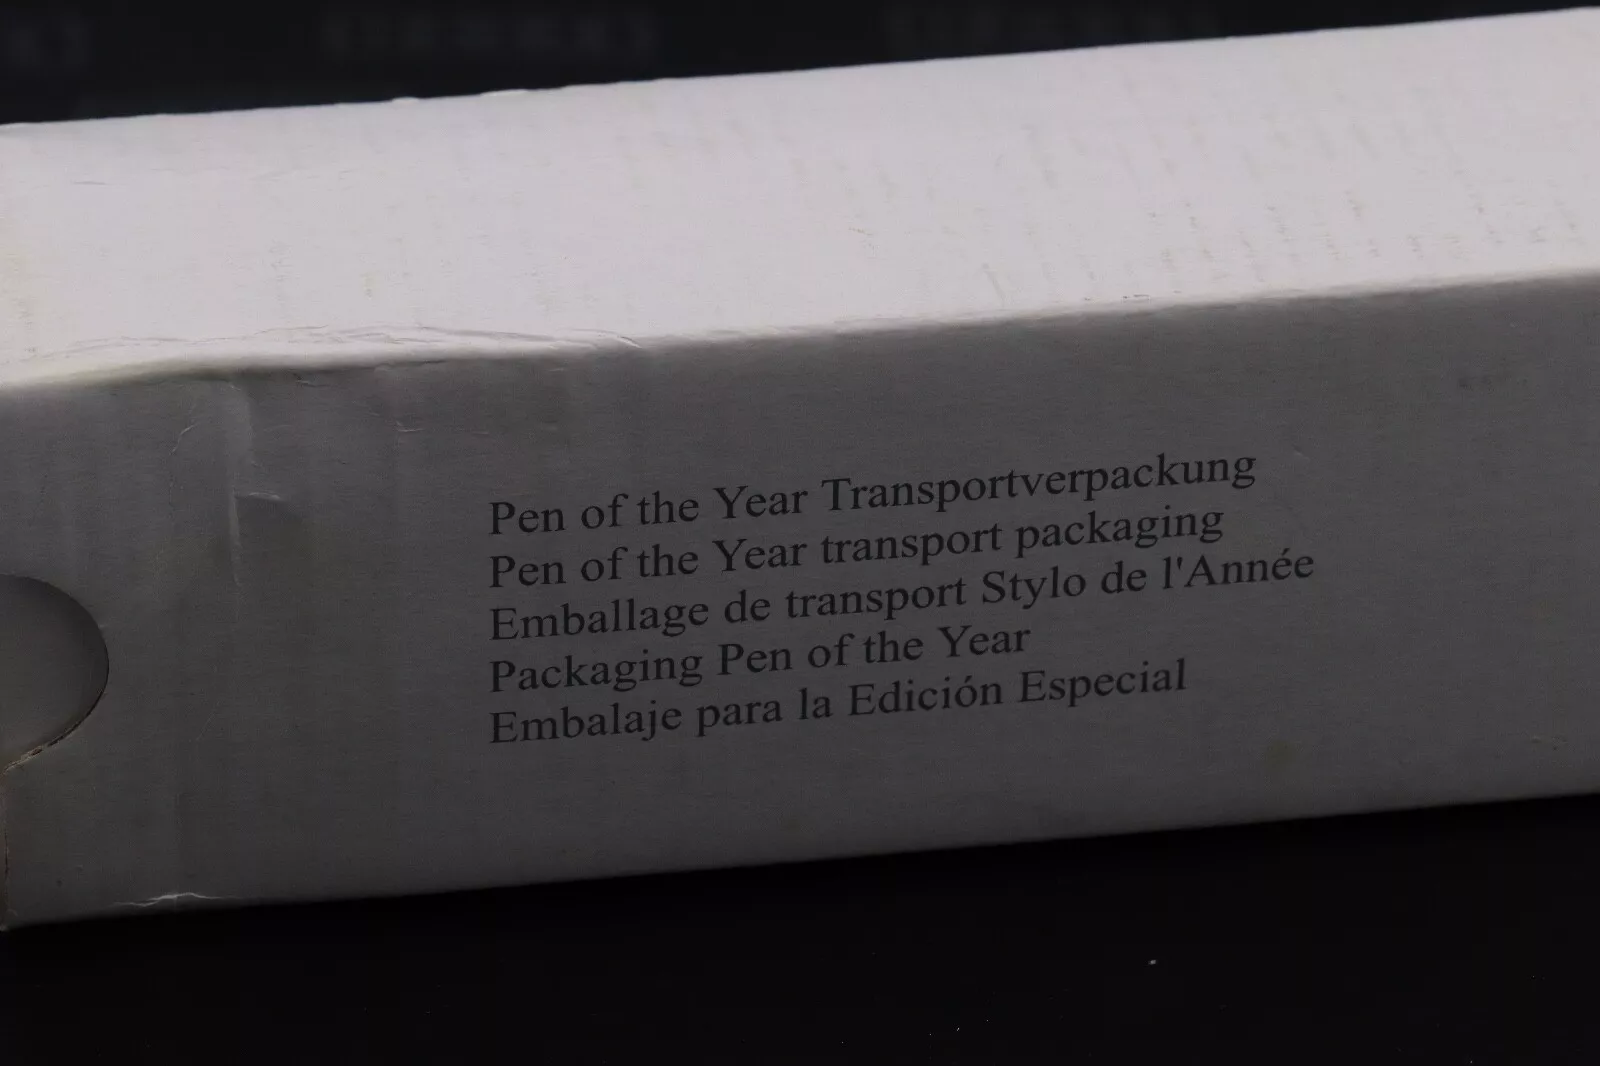 Pen of the Year Transportverpackung
Pen of the Year transport packaging
Emballage de transport Stylo de l'Année
Packaging Pen of the Year
Embalaje para la Edición Especial